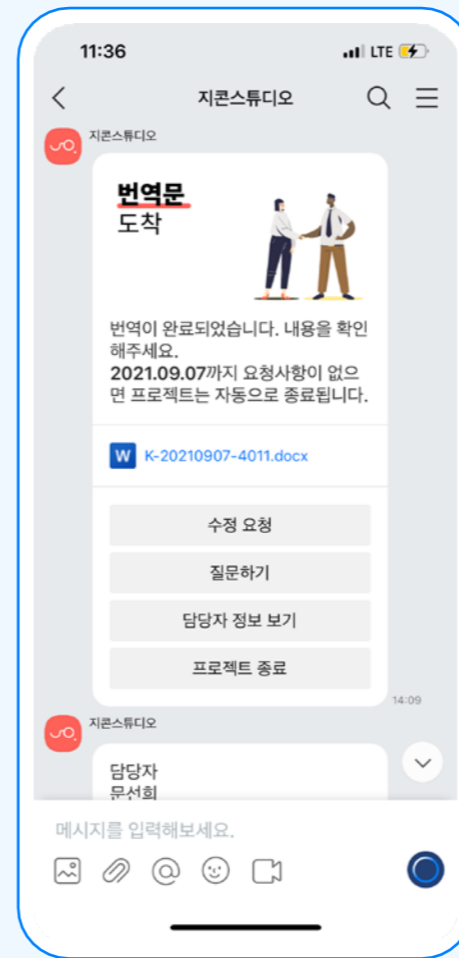 11:36
LTE
지콘스튜디오
지콘스튜디오
번역문
도착
번역이 완료되었습니다. 내용을 확인
해주세요.
2021.09.07까지 요청사항이 없으
면 프로젝트는 자동으로 종료됩니다.
W K-20210907-4011.docx
수정 요청
질문하기
담당자 정보 보기
프로젝트 종료
14:09
지콘스튜디오
담당자
문선희
메시지를 입력해보세요.